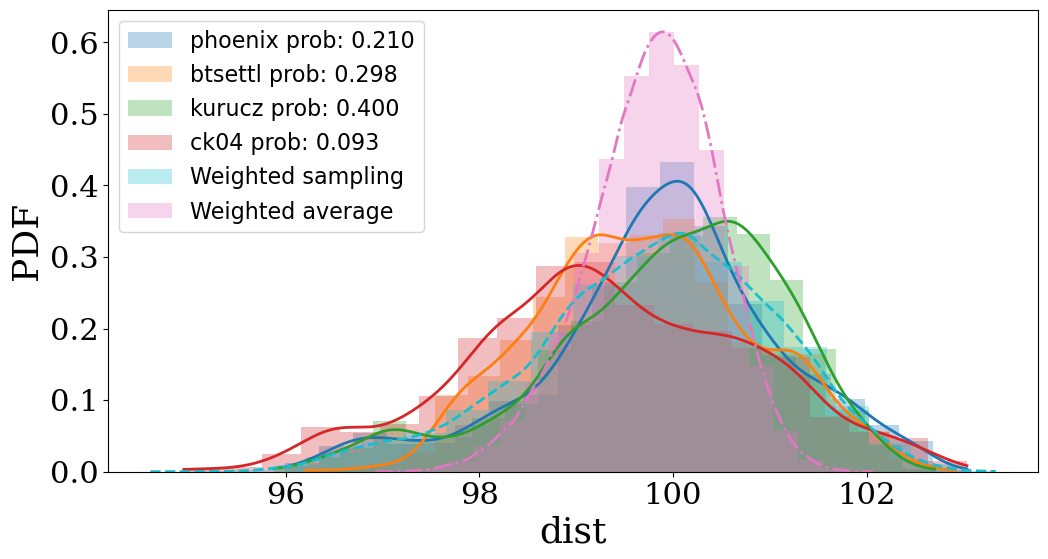 phoenix prob: 0.210
btsettl prob: 0.298
kurucz prob: 0.400
ck04 prob: 0.093
Weighted sampling
Weighted average
0.6
0.5
0.4
0.3
0.2
0.1
0.0
PDF
96 98 100 102
dist